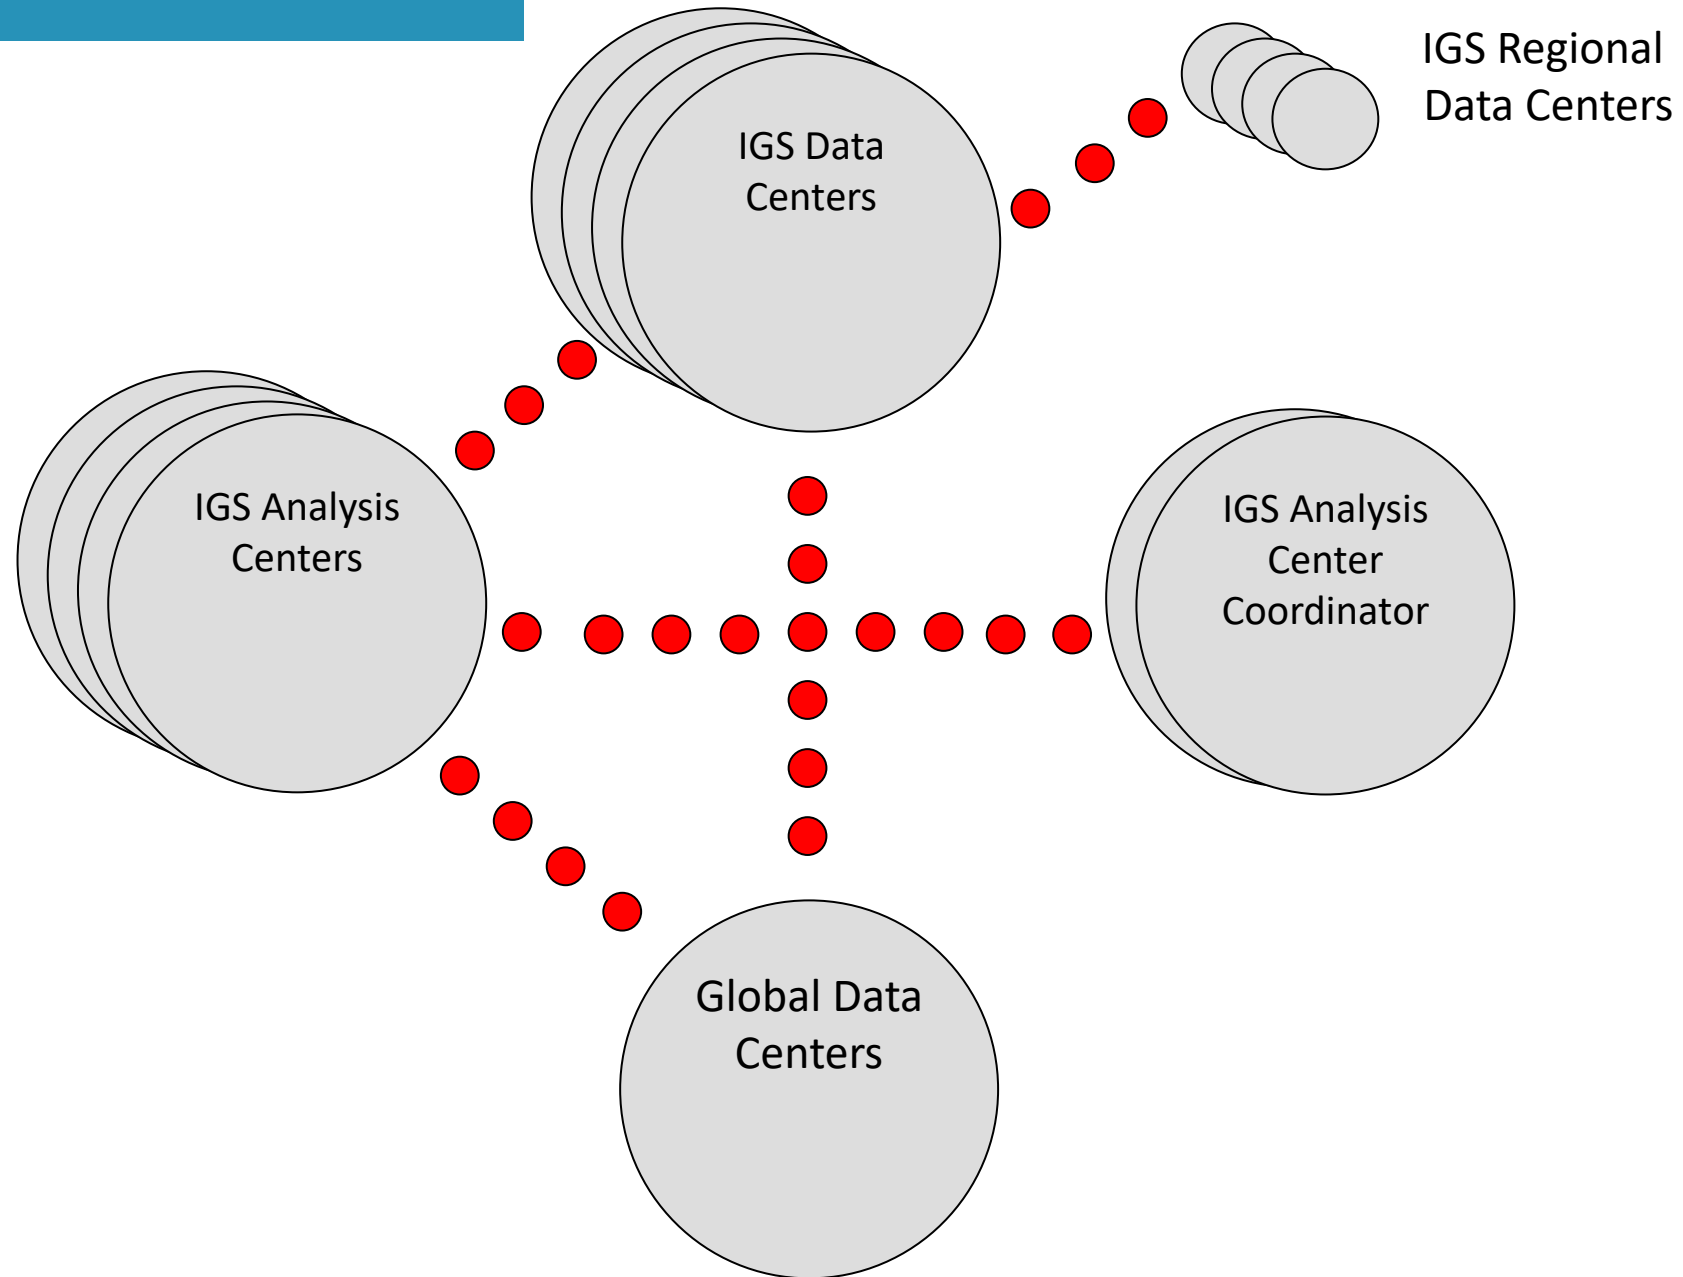 IGS Regional
Data Centers
IGS Data
Centers
IGS Analysis
Centers
IGS Analysis
Center
Coordinator
Global Data
Centers